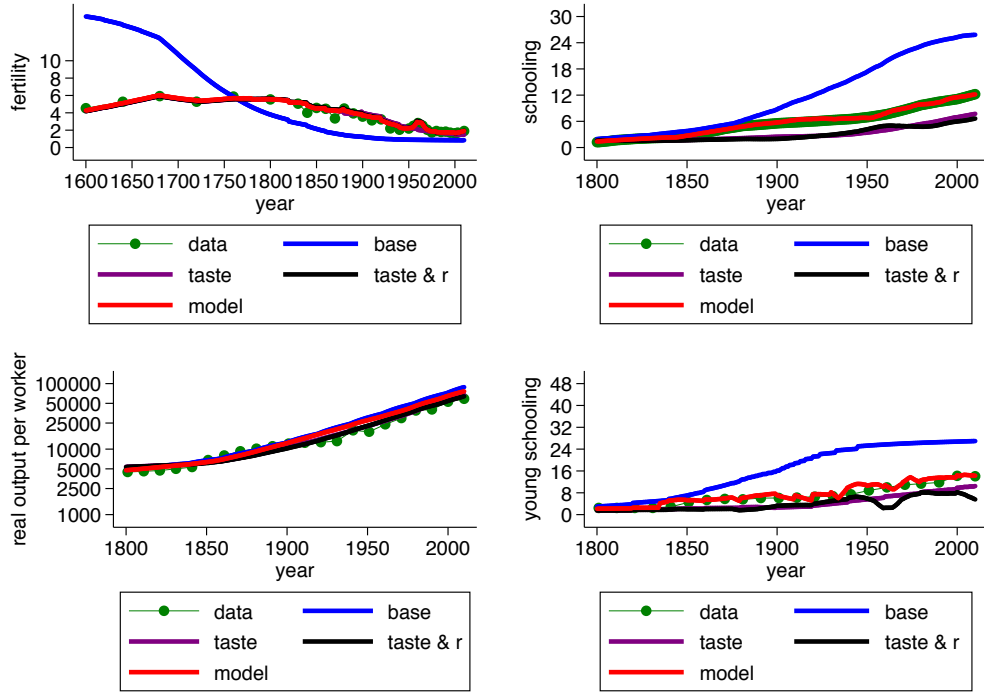 fertility
10
8
6
4
2
0
1600 1650 1700 1750 1800 1850 1900 1950 2000
year
data base
taste taste & r
model
schooling
30
24
18
12
6
0
1800 1850 1900 1950 2000
year
data base
taste taste & r
model
real output per worker
100000
50000
25000
10000
5000
2500
1000
1800 1850 1900 1950 2000
year
data base
taste taste & r
model
young schooling
48
40
32
24
16
8
0
1800 1850 1900 1950 2000
year
data base
taste taste & r
model